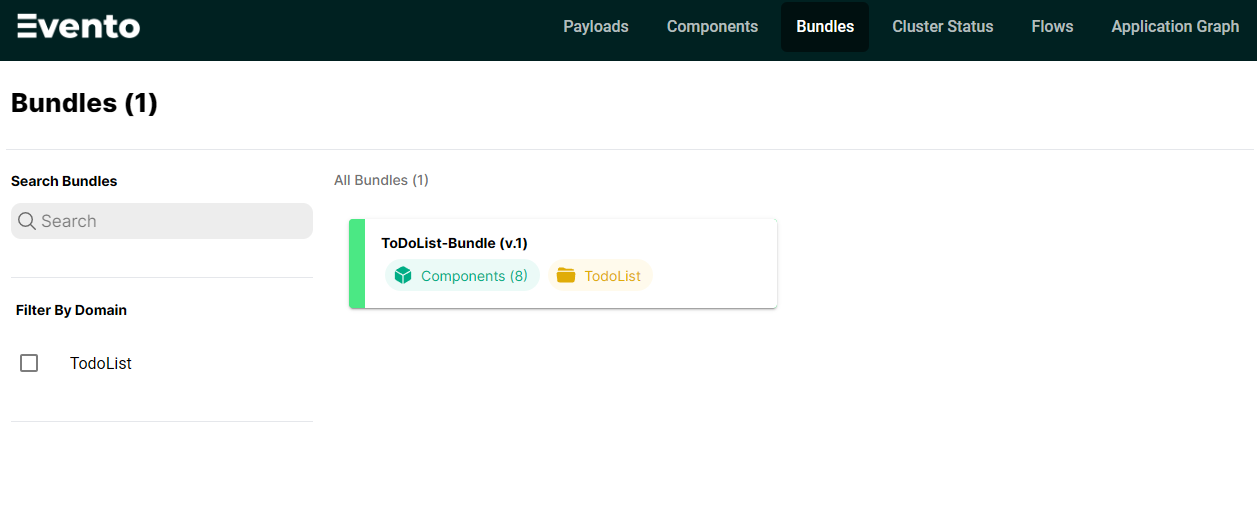 Evento
Payloads Components Bundles Cluster Status Flows Application Graph
Bundles (1)
Search Bundles
Search
Filter By Domain
TodoList
All Bundles (1)
ToDoList-Bundle (v.1)
Components (8) TodoList